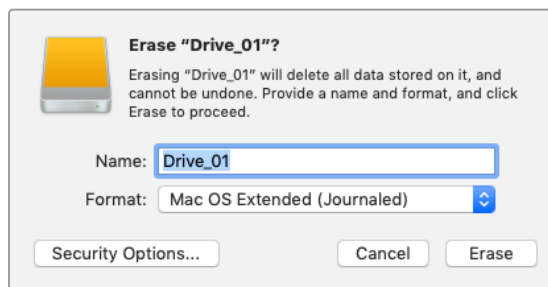 Erase “Drive_01”?
Erasing “Drive_01” will delete all data stored on it, and
cannot be undone. Provide a name and format, and click
Erase to proceed.
Name: Drive_01
Format: Mac OS Extended (Journaled)
Security Options... Cancel Erase